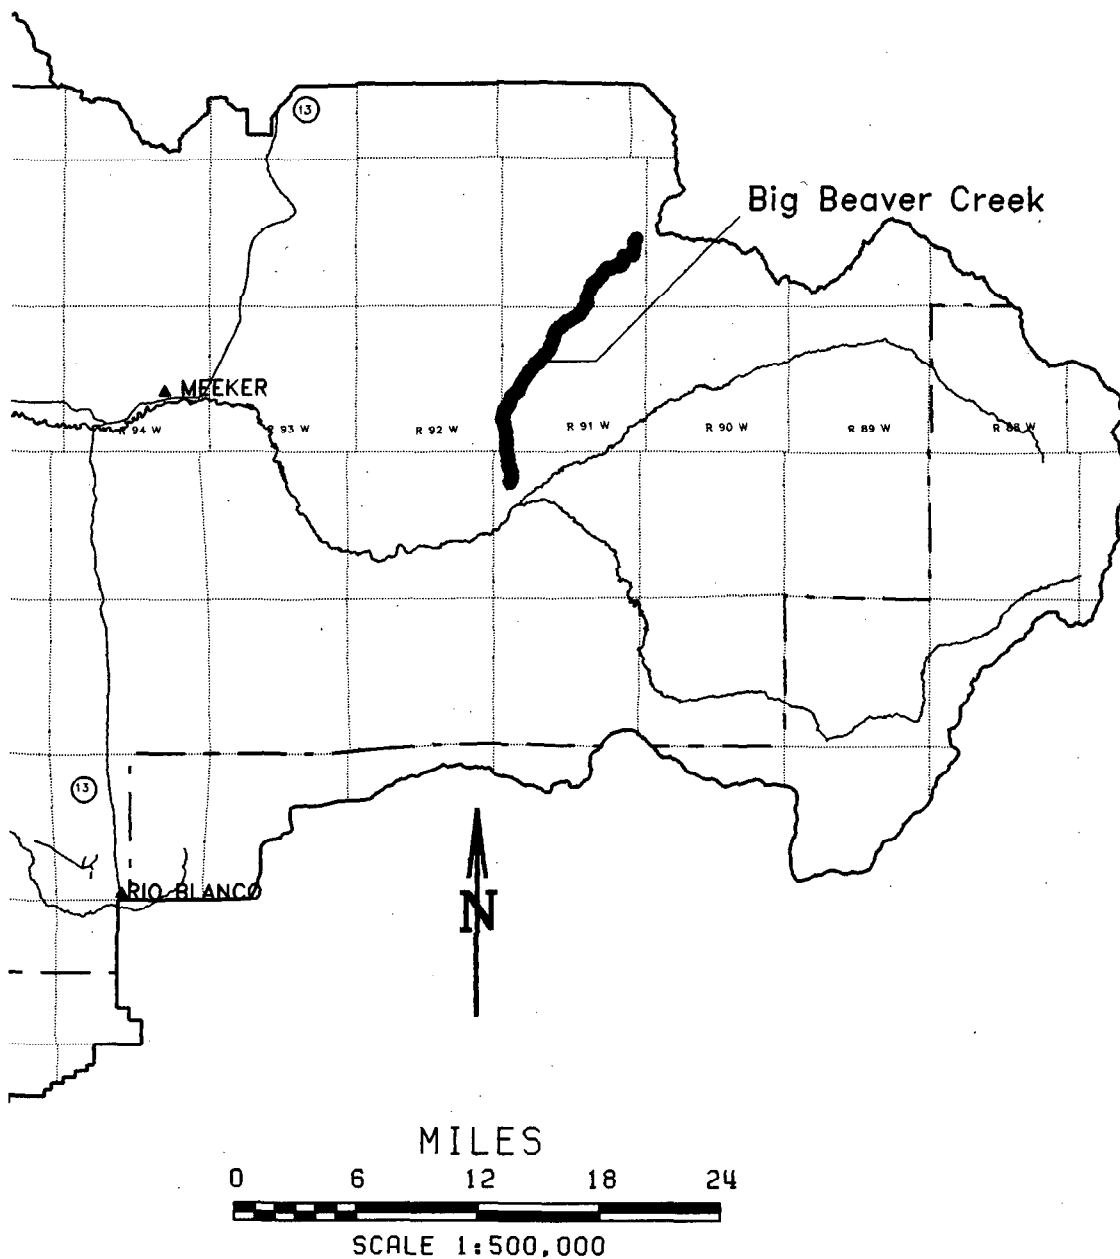 13
Big Beaver Creek
MEEKER
R 94 W
R 93 W
R 92 W
R 91 W
R 90 W
R 89 W
R 88 W
13
RIO BLANCO
N
MILES
0 6 12 18 24
SCALE 1:500,000